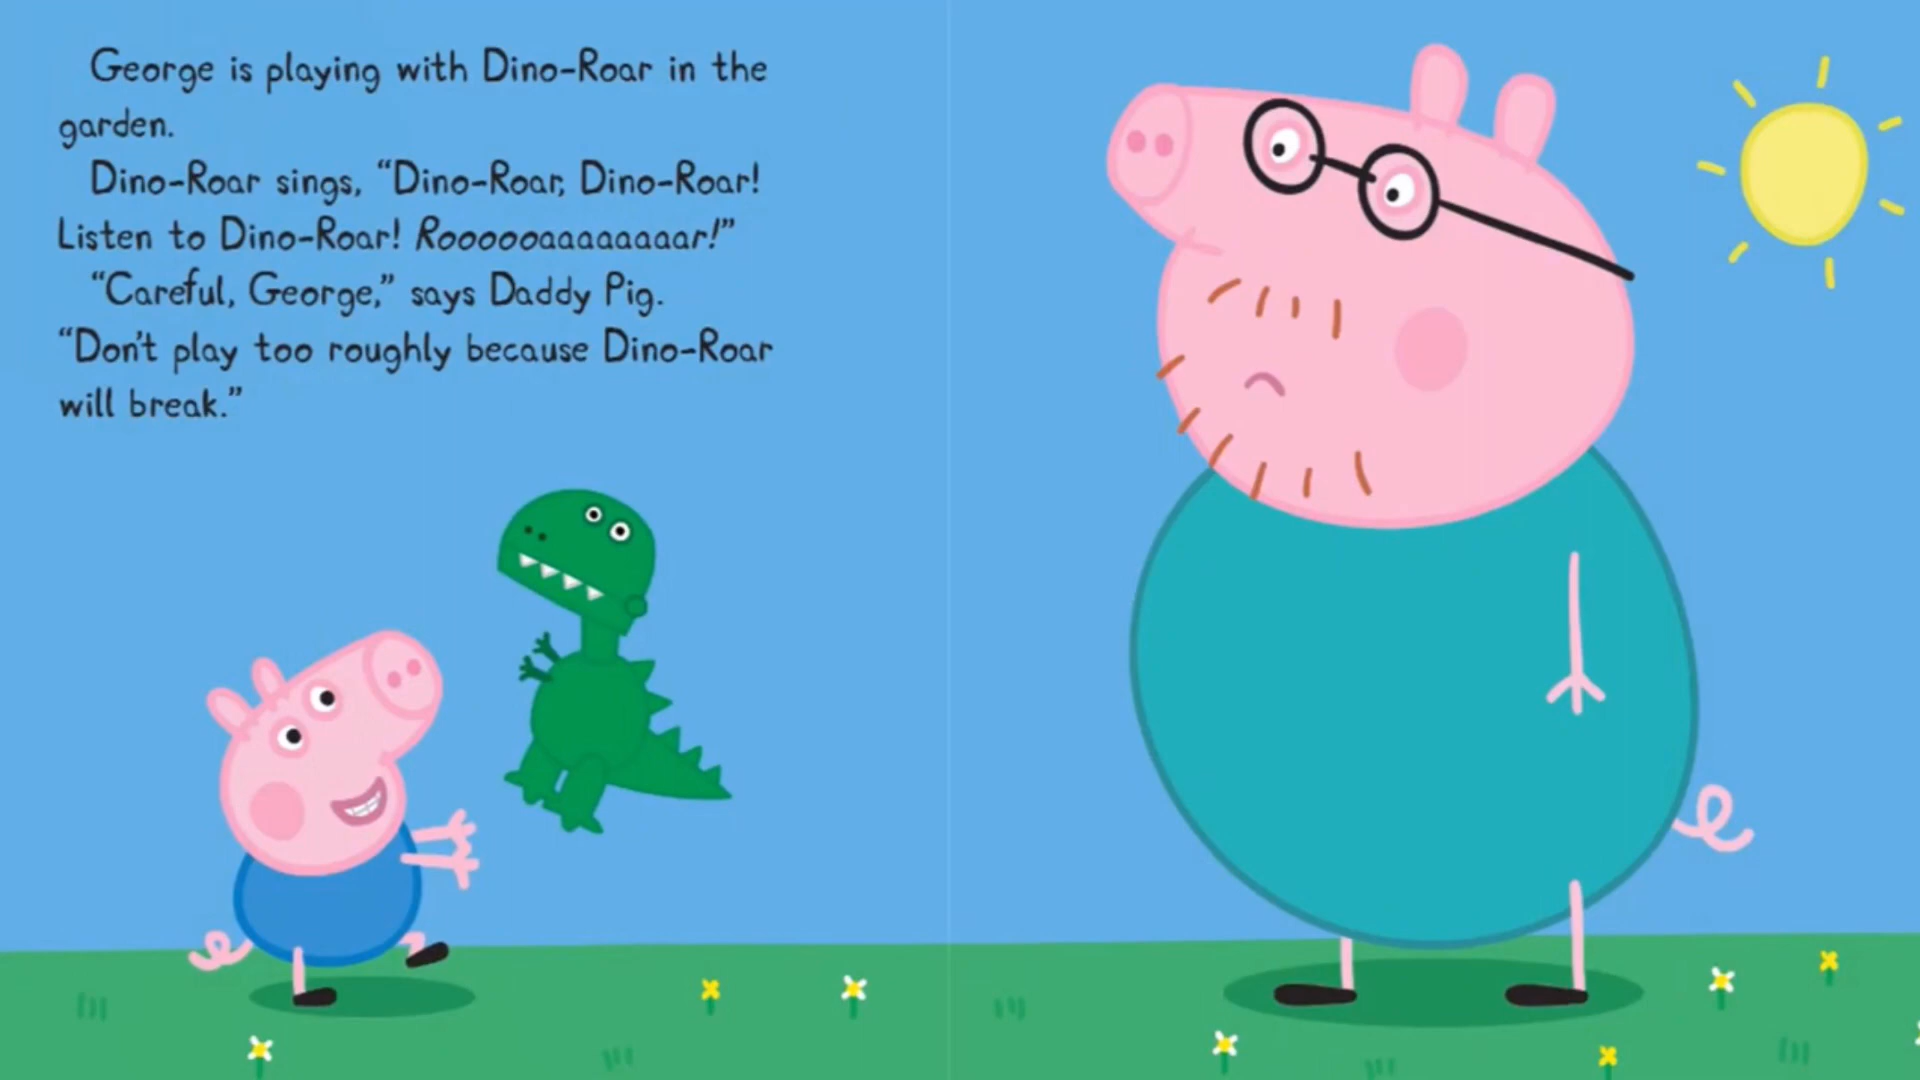 George is playing with Dino-Roar in the
garden.
Dino-Roar sings, “Dino-Roar, Dino-Roar!
Listen to Dino-Roar! Roooooaaaaaaaar!”
“Careful, George,” says Daddy Pig.
“Don't play too roughly because Dino-Roar
will break.”